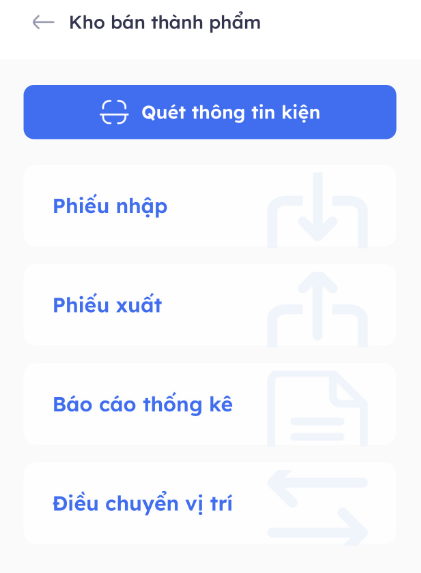 Kho bán thành phẩm
Quét thông tin kiện
Phiếu nhập
Phiếu xuất
Báo cáo thống kê
Điều chuyển vị trí